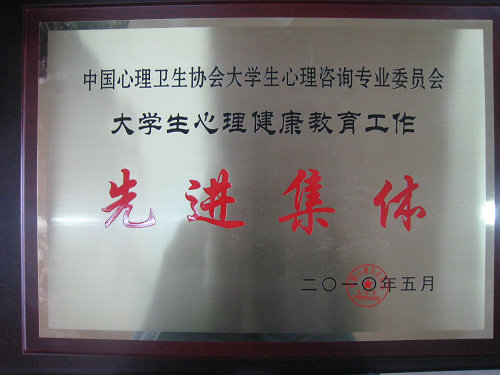 中国心理卫生协会大学生心理咨询专业委员会
大学生心理健康教育工作
先进集体
二〇一〇年五月